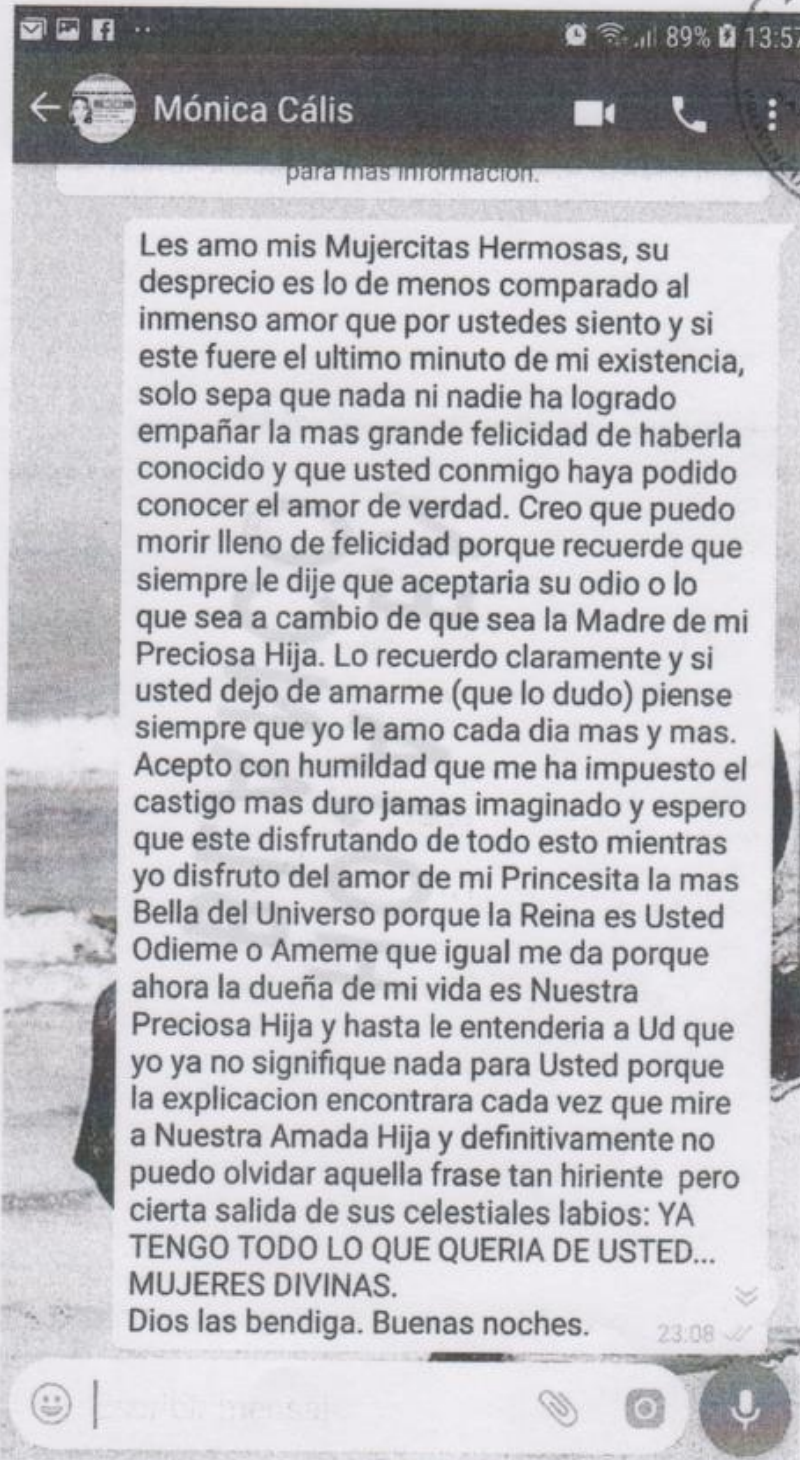 89% 13:57
Mónica Cális
para más información.
Les amo mis Mujercitas Hermosas, su
desprecio es lo de menos comparado al
inmenso amor que por ustedes siento y si
este fuere el ultimo minuto de mi existencia,
solo sepa que nada ni nadie ha logrado
empañar la mas grande felicidad de haberla
conocido y que usted conmigo haya podido
conocer el amor de verdad. Creo que puedo
morir lleno de felicidad porque recuerde que
siempre le dije que aceptaria su odio o lo
que sea a cambio de que sea la Madre de mi
Preciosa Hija. Lo recuerdo claramente y si
usted dejo de amarme (que lo dudo) piense
siempre que yo le amo cada dia mas y mas.
Acepto con humildad que me ha impuesto el
castigo mas duro jamas imaginado y espero
que este disfrutando de todo esto mientras
yo disfruto del amor de mi Princesita la mas
Bella del Universo porque la Reina es Usted
Odieme o Ameme que igual me da porque
ahora la dueña de mi vida es Nuestra
Preciosa Hija y hasta le entenderia a Ud que
yo ya no signifique nada para Usted porque
la explicacion encontrara cada vez que mire
a Nuestra Amada Hija y definitivamente no
puedo olvidar aquella frase tan hiriente pero
cierta salida de sus celestiales labios: YA
TENGO TODO LO QUE QUERIA DE USTED...
MUJERES DIVINAS.
Dios las bendiga. Buenas noches.
23:08